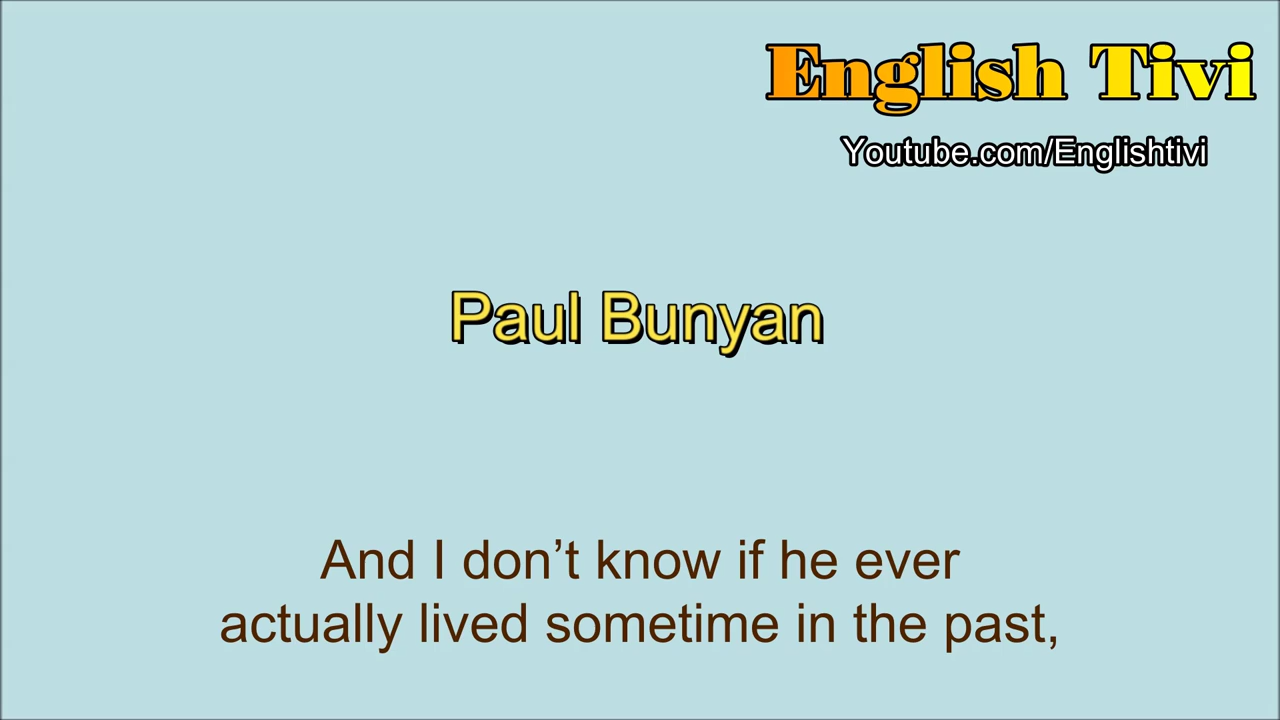 English Tivi
Youtube.com/Englishtivi
Paul Bunyan
And I don’t know if he ever
actually lived sometime in the past,